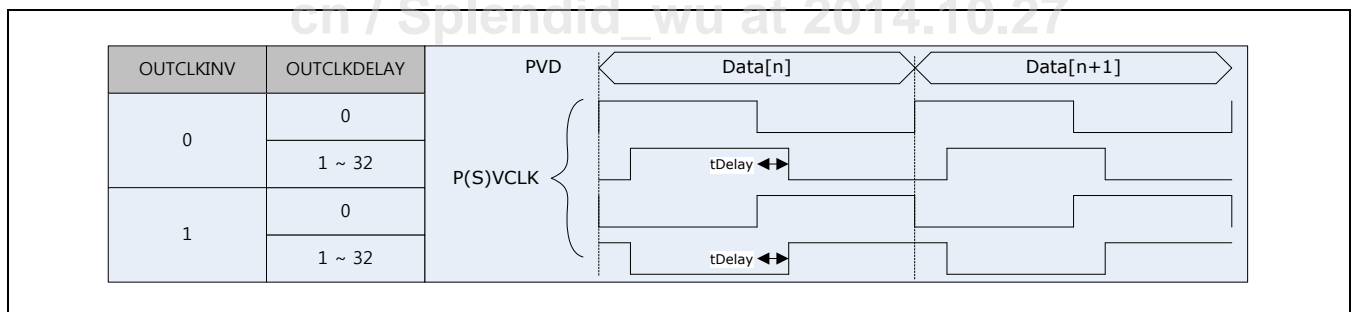 cn / Splendid_wu at 2014.10.27
OUTCLKINV OUTCLKDELAY PVD Data[n] Data[n+1]
0 0
1 ~ 32 tDelay
P(S)VCLK
1 0
1 ~ 32 tDelay